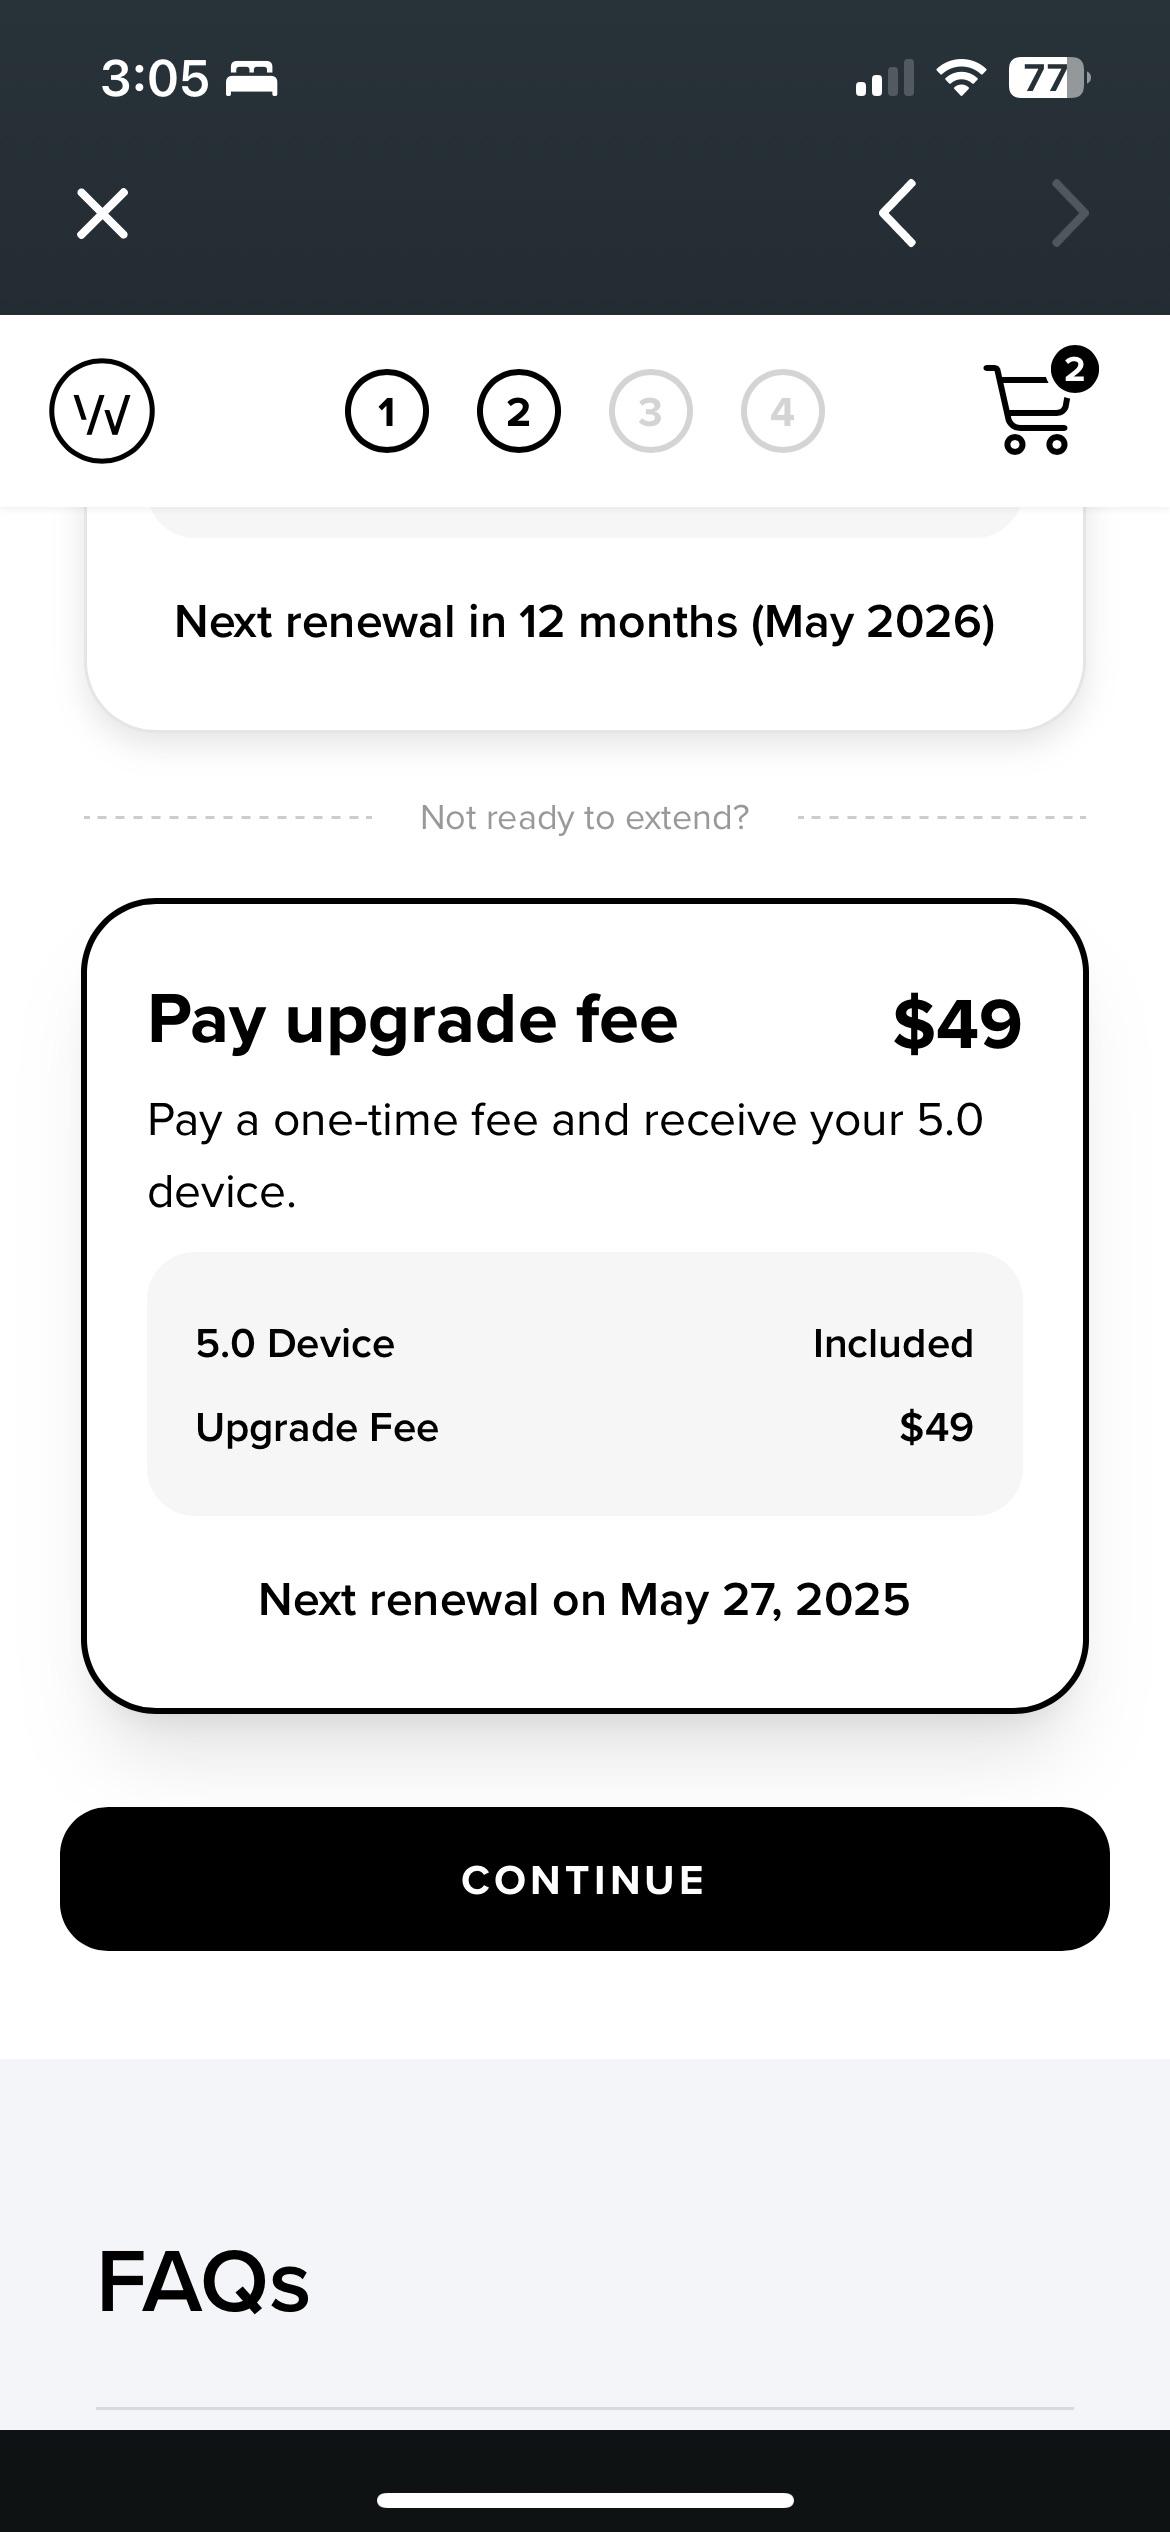 3:05
77
W
1 2 3 4
2
Next renewal in 12 months (May 2026)
Not ready to extend?
Pay upgrade fee $49
Pay a one-time fee and receive your 5.0
device.
5.0 Device Included
Upgrade Fee $49
Next renewal on May 27, 2025
CONTINUE
FAQs